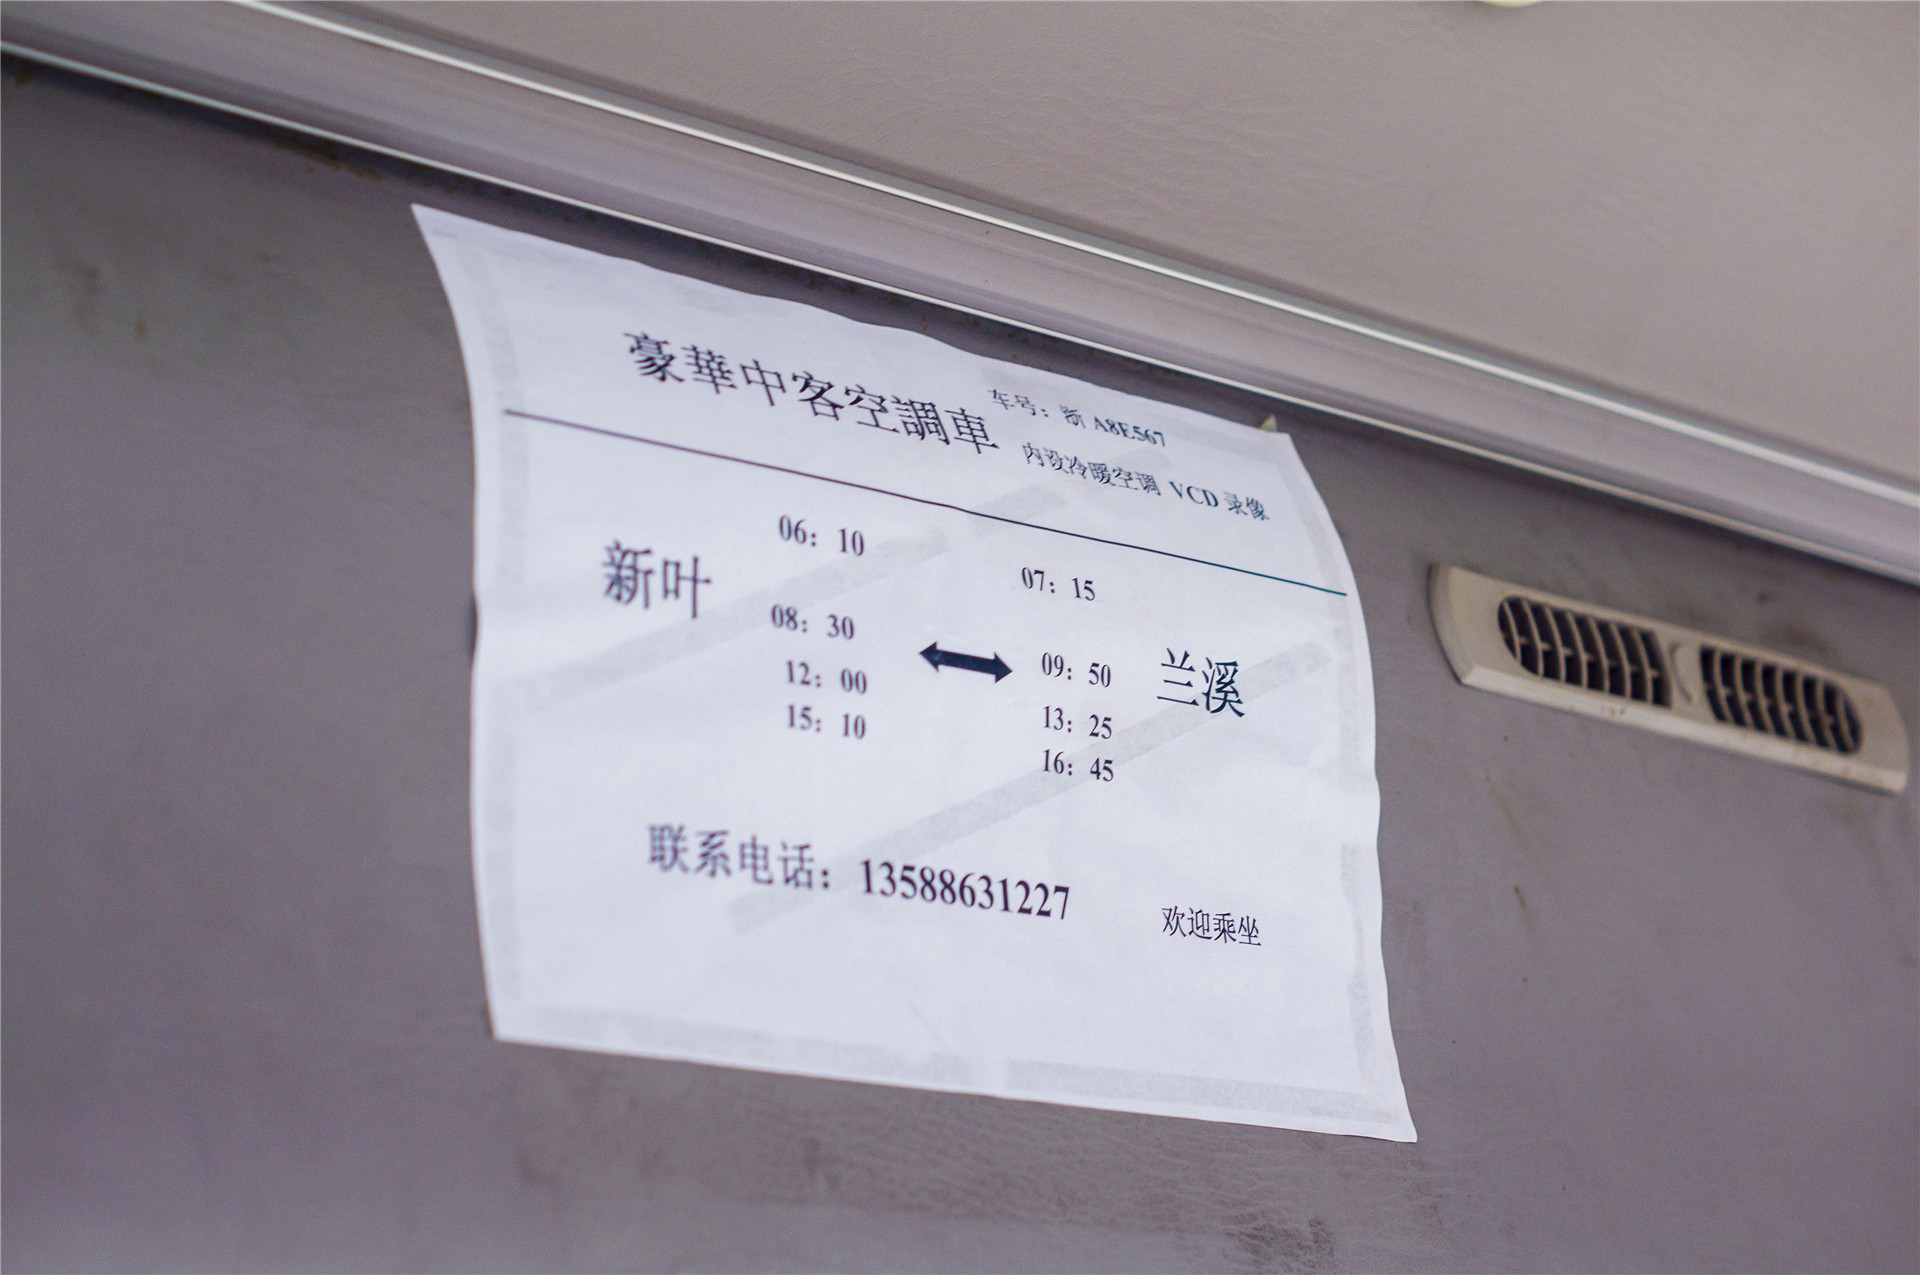 豪華中客空調車
车号：浙 A8E567
内设冷暖空调 VCD 录像
新叶
06：10
08：30
12：00
15：10
07：15
09：50
13：25
16：45
兰溪
联系电话：13588631227
欢迎乘坐